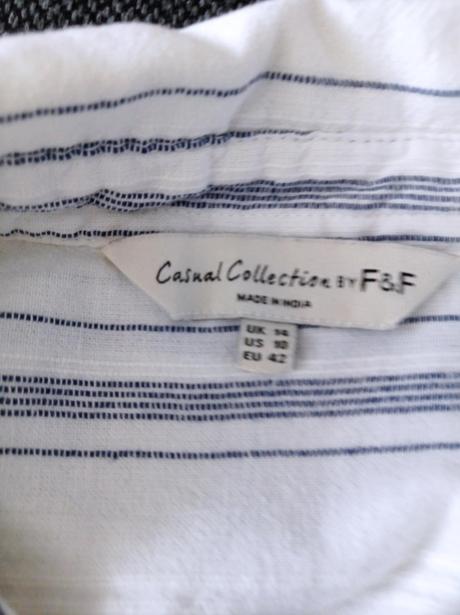 Casual Collection BY F&F
MADE IN INDIA
UK 14
US 10
EU 42